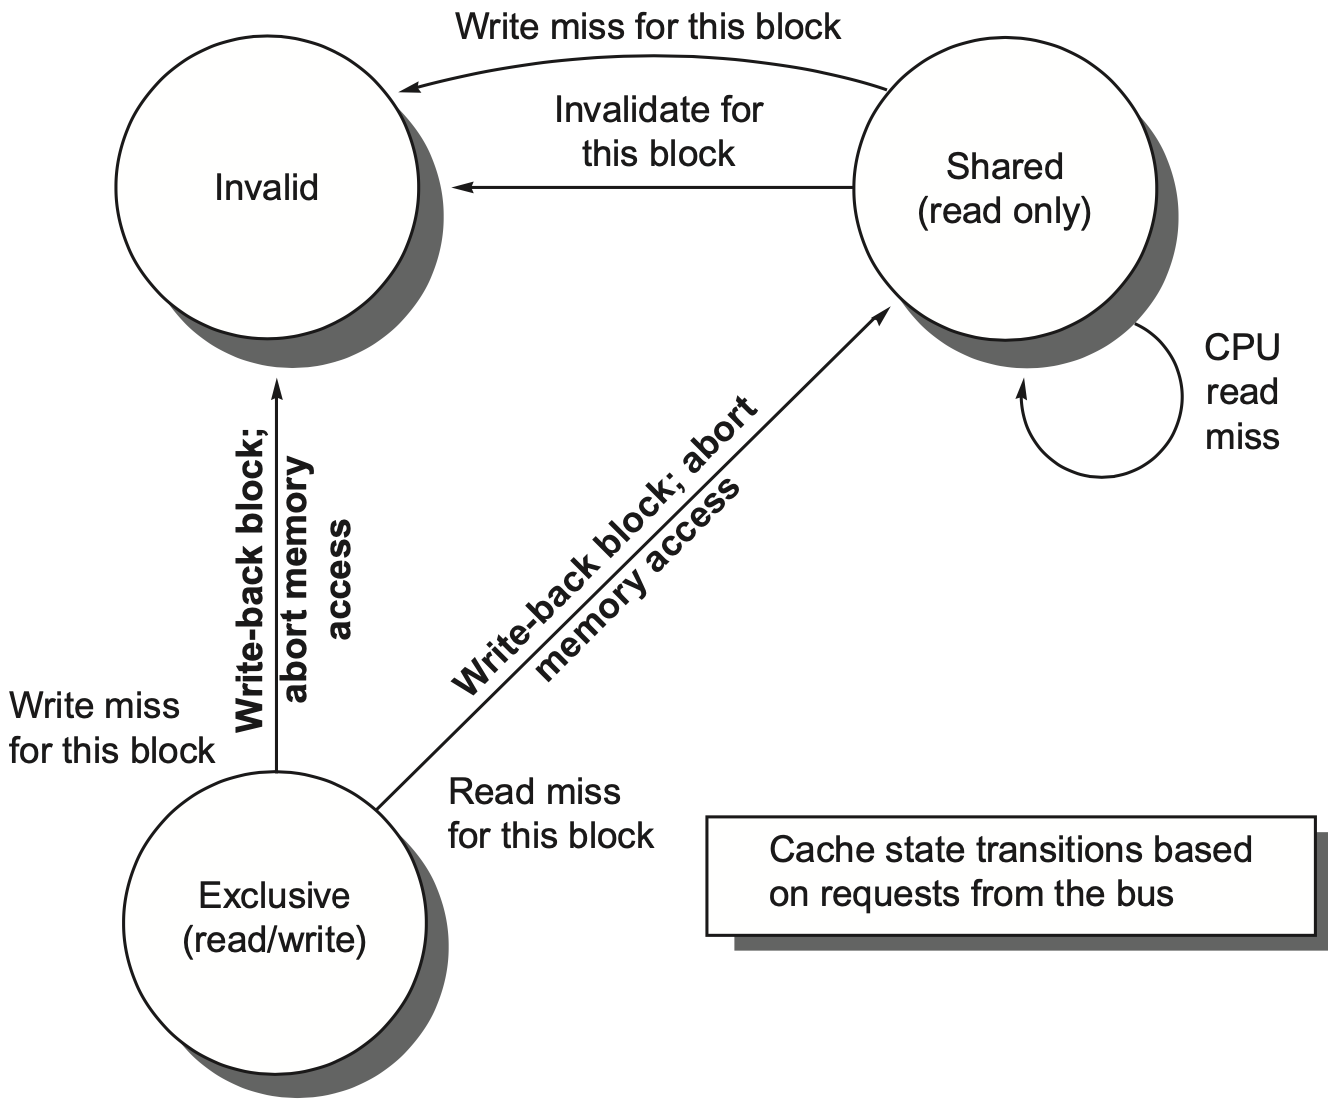 Write miss for this block
Invalidate for
this block
Invalid
Shared
(read only)
CPU
read
miss
Write-back block;
abort memory
access
Write-back block; abort
memory access
Write miss
for this block
Read miss
for this block
Exclusive
(read/write)
Cache state transitions based
on requests from the bus